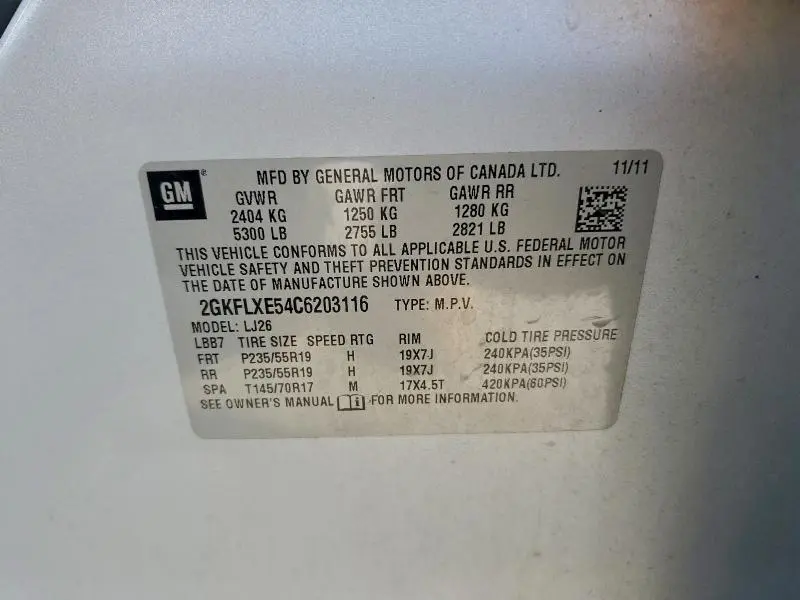 GM ® MFD BY GENERAL MOTORS OF CANADA LTD. 11/11
GVWR GAWR FRT GAWR RR
2404 KG 1250 KG 1280 KG
5300 LB 2755 LB 2821 LB
THIS VEHICLE CONFORMS TO ALL APPLICABLE U.S. FEDERAL MOTOR
VEHICLE SAFETY AND THEFT PREVENTION STANDARDS IN EFFECT ON
THE DATE OF MANUFACTURE SHOWN ABOVE.
2GKFLXE54C6203116 TYPE: M.P.V.
MODEL: LJ26
LBB7 TIRE SIZE SPEED RTG RIM COLD TIRE PRESSURE
FRT P235/55R19 H 19X7J 240KPA(35PSI)
RR P235/55R19 H 19X7J 240KPA(35PSI)
SPA T145/70R17 M 17X4.5T 420KPA(60PSI)
SEE OWNER'S MANUAL i FOR MORE INFORMATION.